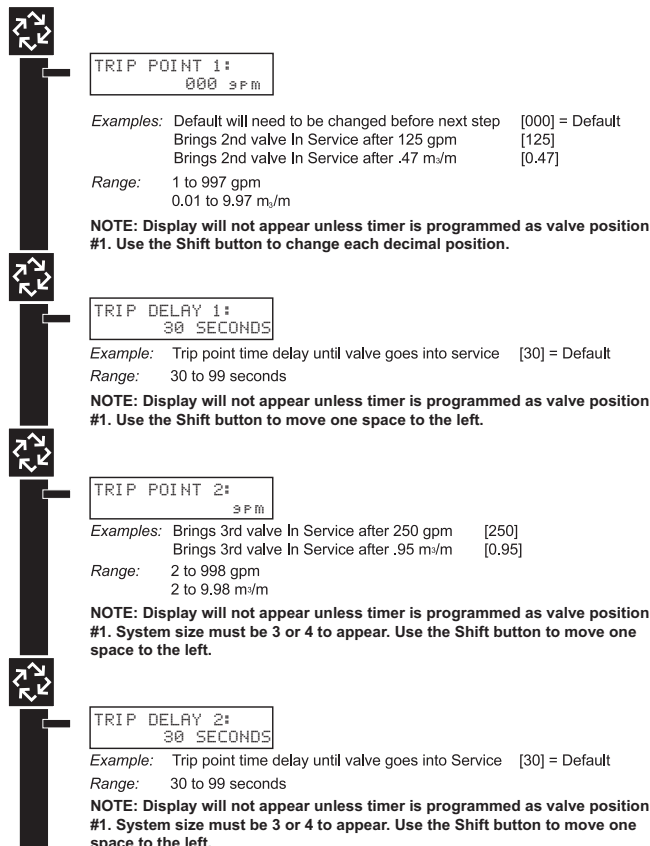 TRIP POINT 1:
000 gpm
Examples: Default will need to be changed before next step [000] = Default
Brings 2nd valve In Service after 125 gpm [125]
Brings 2nd valve In Service after .47 m₃/m [0.47]
Range: 1 to 997 gpm
0.01 to 9.97 m₃/m
NOTE: Display will not appear unless timer is programmed as valve position
#1. Use the Shift button to change each decimal position.
TRIP DELAY 1:
30 SECONDS
Example: Trip point time delay until valve goes into service [30] = Default
Range: 30 to 99 seconds
NOTE: Display will not appear unless timer is programmed as valve position
#1. Use the Shift button to move one space to the left.
TRIP POINT 2:
gpm
Examples: Brings 3rd valve In Service after 250 gpm [250]
Brings 3rd valve In Service after .95 m₃/m [0.95]
Range: 2 to 998 gpm
2 to 9.98 m₃/m
NOTE: Display will not appear unless timer is programmed as valve position
#1. System size must be 3 or 4 to appear. Use the Shift button to move one
space to the left.
TRIP DELAY 2:
30 SECONDS
Example: Trip point time delay until valve goes into Service [30] = Default
Range: 30 to 99 seconds
NOTE: Display will not appear unless timer is programmed as valve position
#1. System size must be 3 or 4 to appear. Use the Shift button to move one
space to the left.